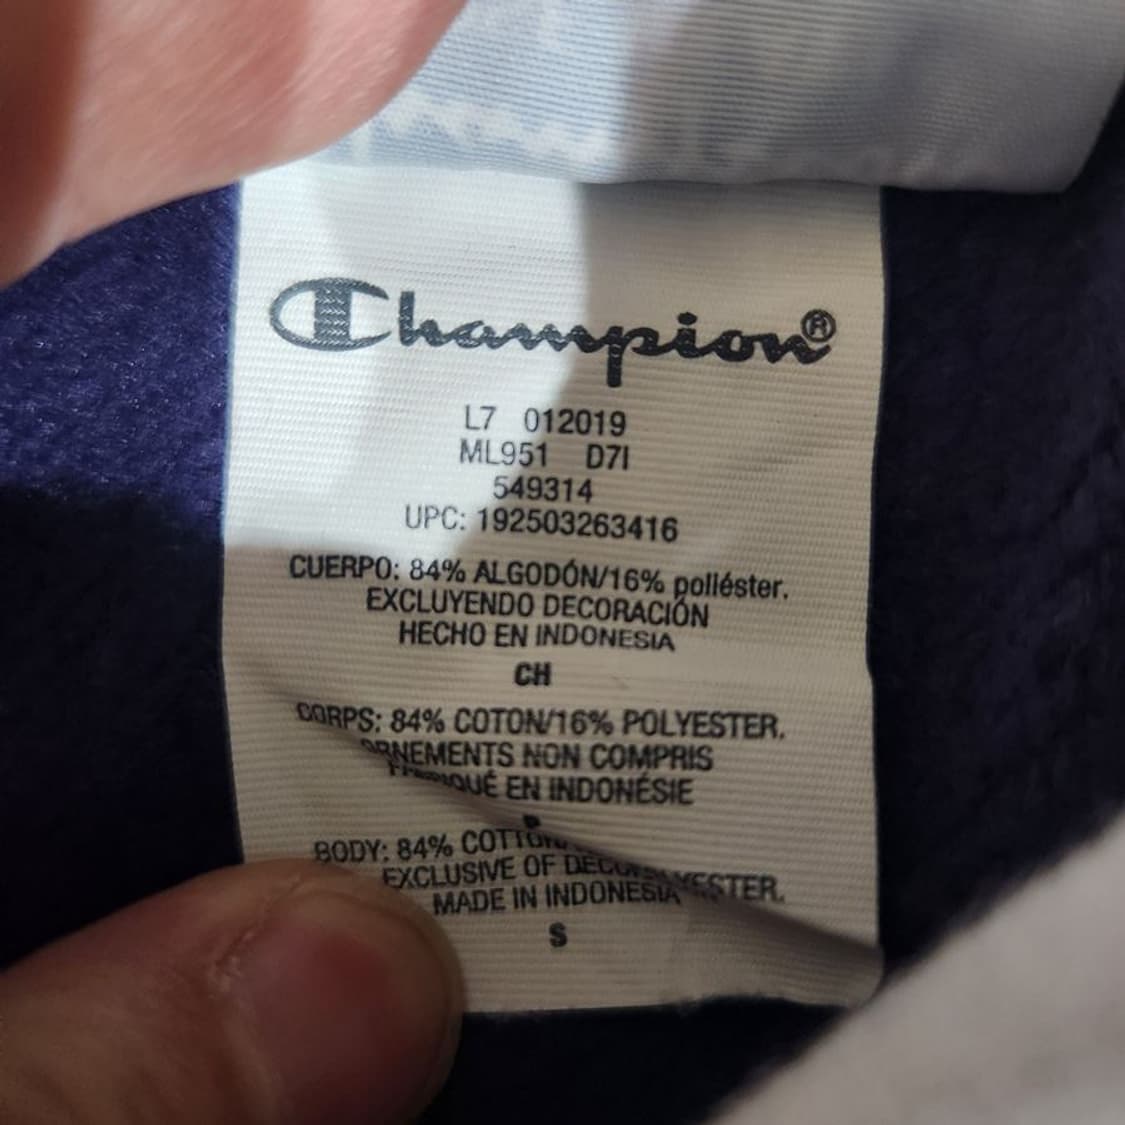 Champion®
L7 012019
ML951 D7I
549314
UPC: 192503263416
CUERPO: 84% ALGODÓN/16% poliéster.
EXCLUYENDO DECORACIÓN
HECHO EN INDONESIA
CH
CORPS: 84% COTON/16% POLYESTER.
ORNEMENTS NON COMPRIS
EN INDONÉSIE
P
BODY: 84%
EXCLUSIVE OF
MADE IN INDONESIA
S